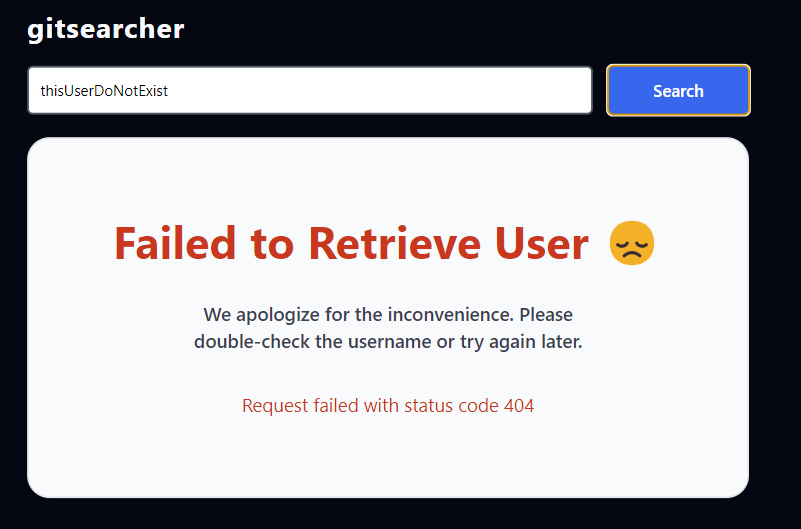 gitsearcher
thisUserDoNotExist
Search
Failed to Retrieve User 😞
We apologize for the inconvenience. Please
double-check the username or try again later.
Request failed with status code 404